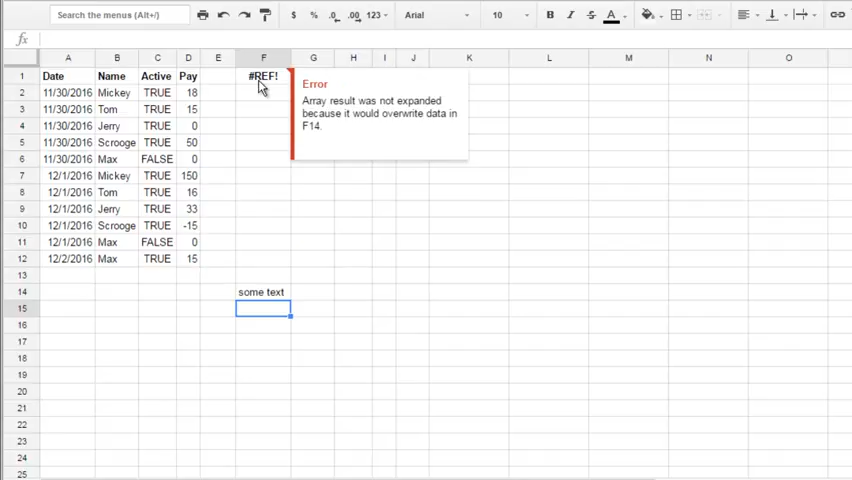 Search the menus (Alt+/) $ % .0 .00 123 Arial 10 B I S A
fx
A B C D E F G H I J K L M N O
1 Date Name Active Pay #REF!
Error
2 11/30/2016 Mickey TRUE 18
Array result was not expanded
3 11/30/2016 Tom TRUE 15
because it would overwrite data in
4 11/30/2016 Jerry TRUE 0
F14.
5 11/30/2016 Scrooge TRUE 50
6 11/30/2016 Max FALSE 0
7 12/1/2016 Mickey TRUE 150
8 12/1/2016 Tom TRUE 16
9 12/1/2016 Jerry TRUE 33
10 12/1/2016 Scrooge TRUE -15
11 12/1/2016 Max FALSE 0
12 12/2/2016 Max TRUE 15
13
14 some text
15
16
17
18
19
20
21
22
23
24
25